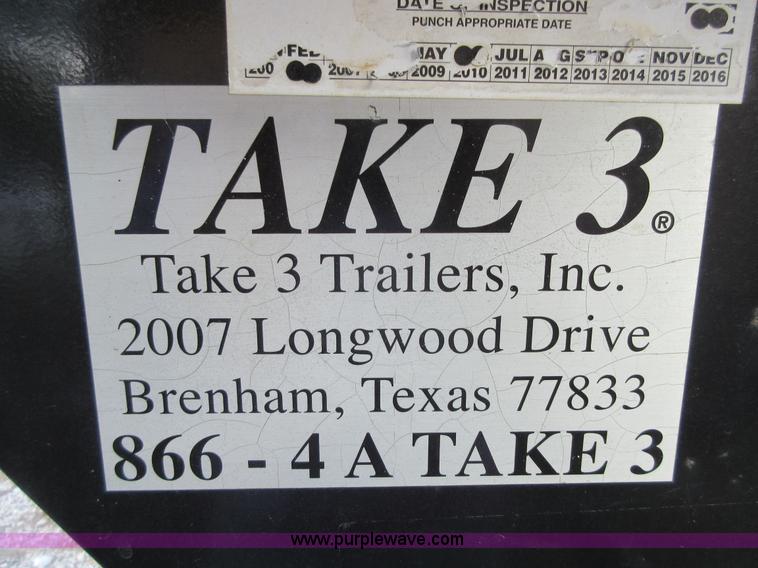 INSPECTION
PUNCH APPROPRIATE DATE
JUL NOV DEC
2009 2010 2011 2012 2013 2014 2015 2016
TAKE 3®
Take 3 Trailers, Inc.
2007 Longwood Drive
Brenham, Texas 77833
866 - 4 A TAKE 3
www.purplewave.com